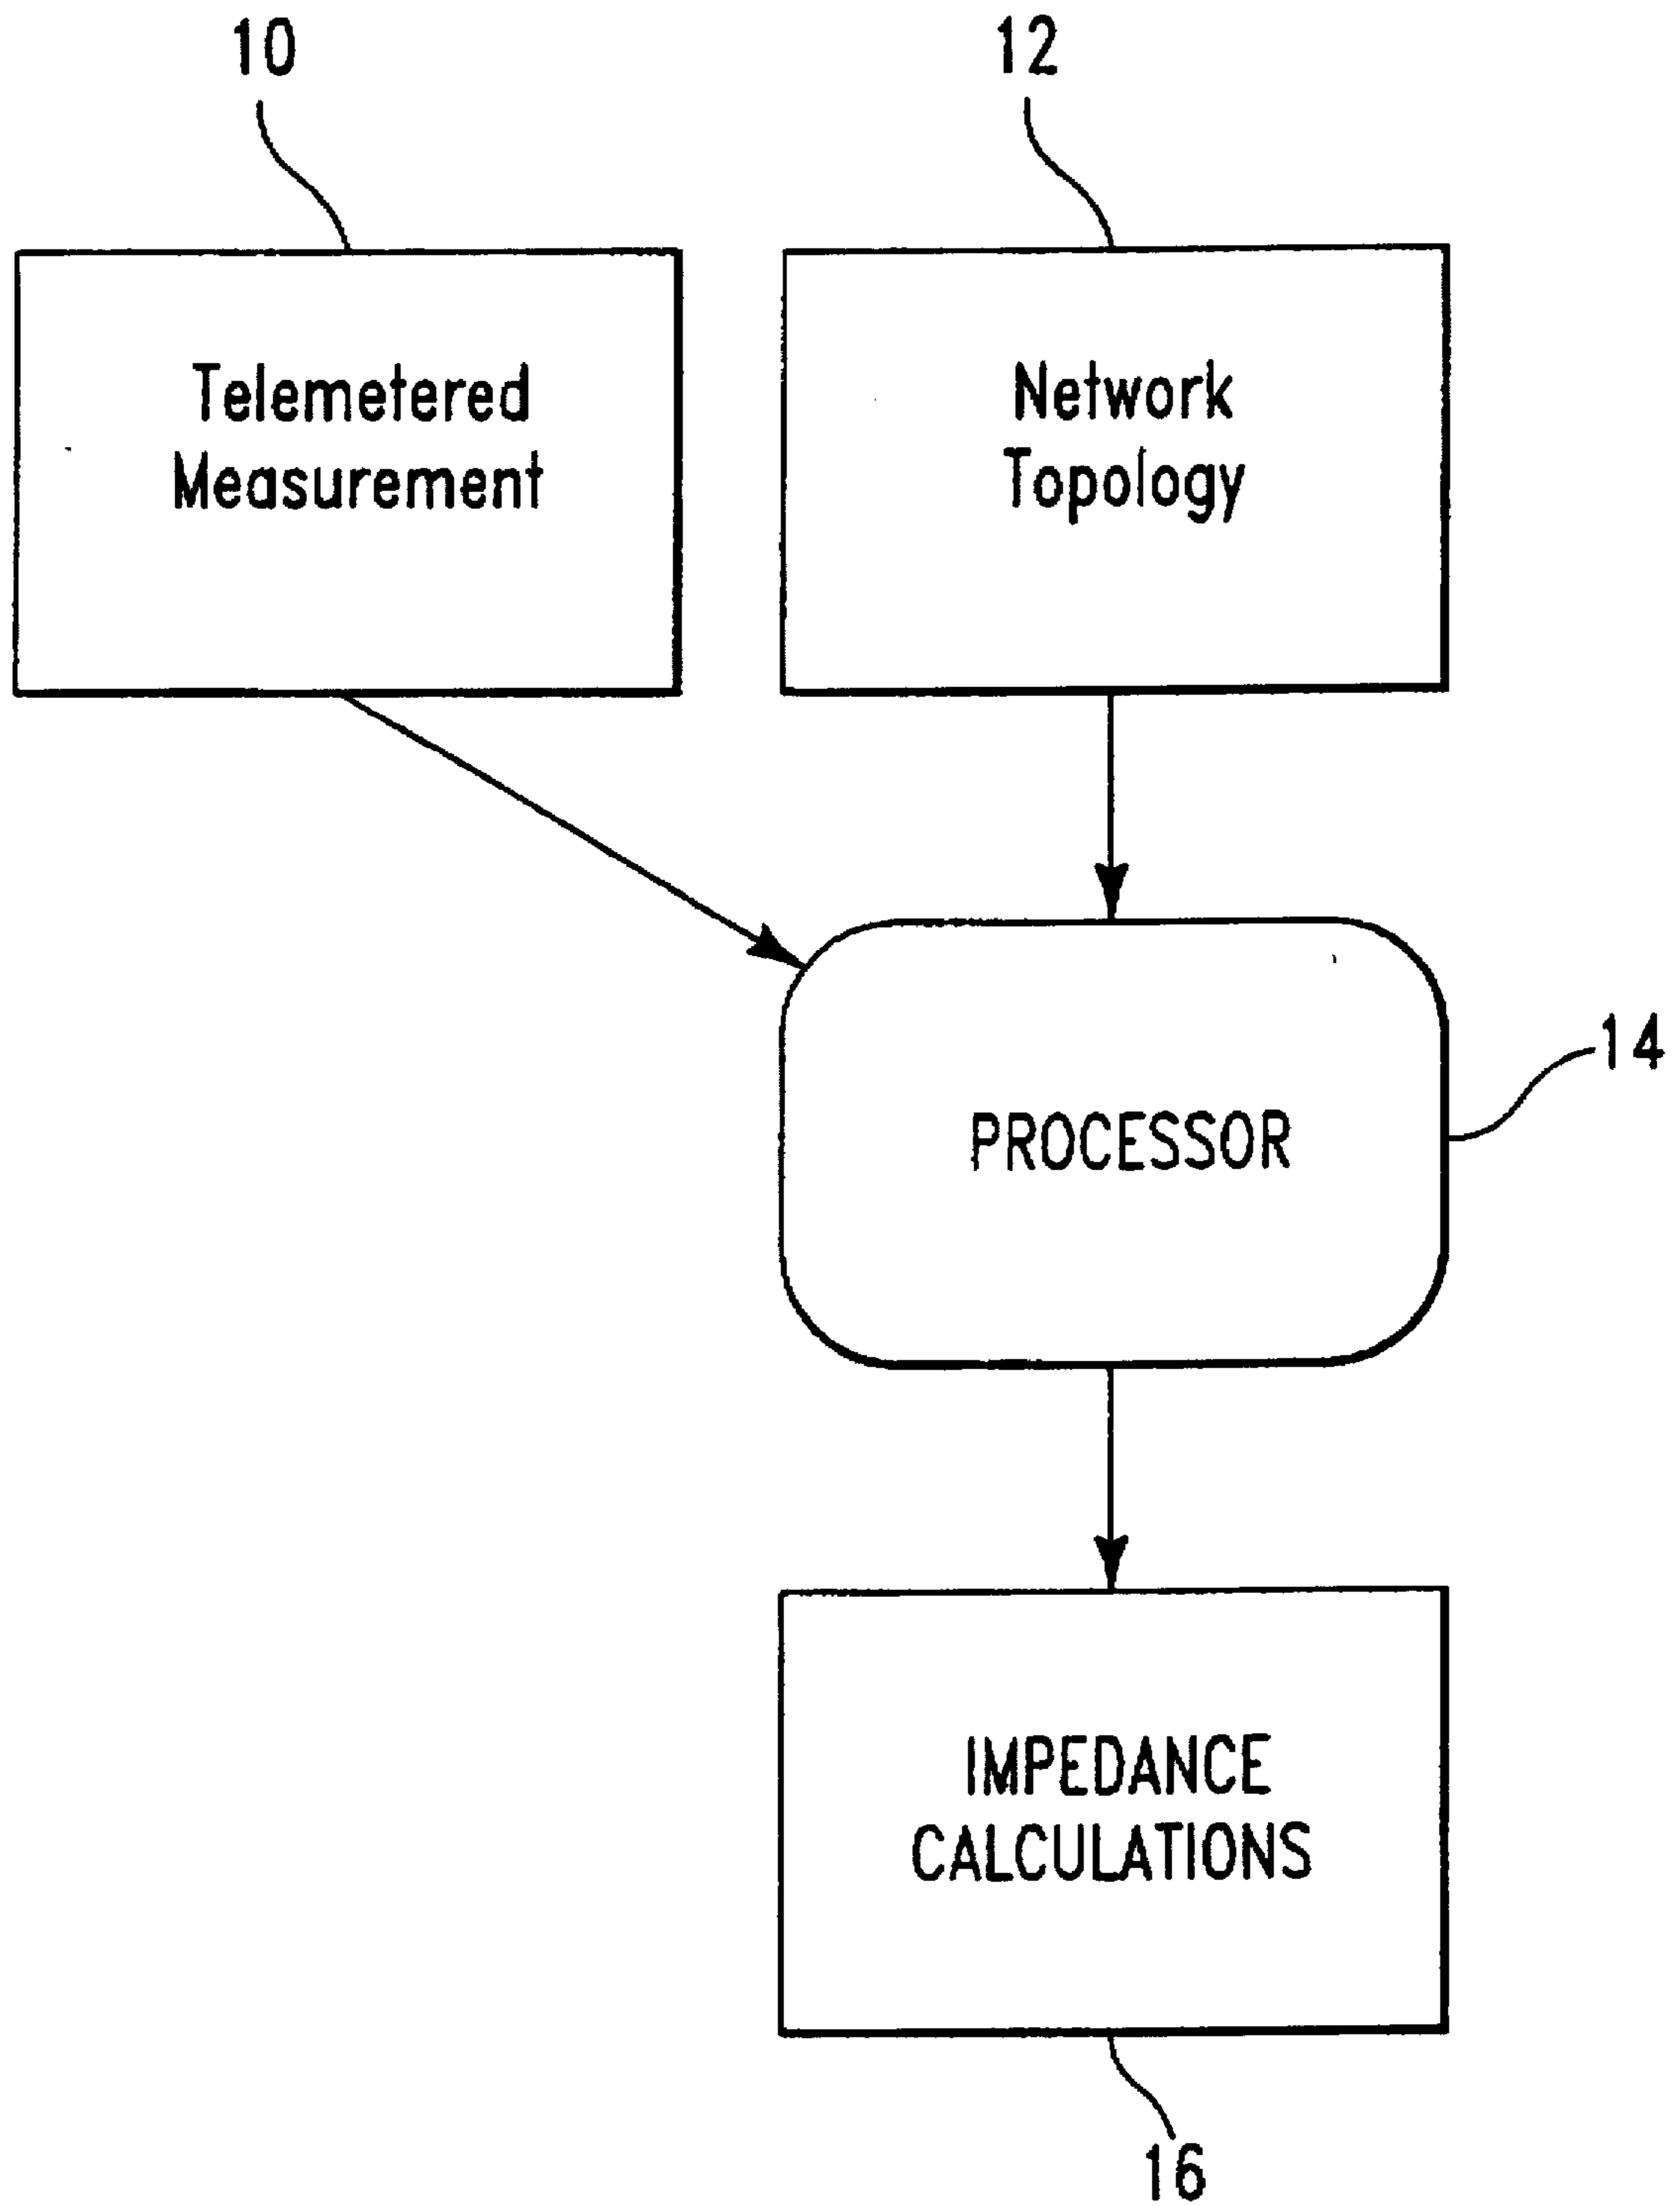 10
12
Telemetered
Measurement
Network
Topology
PROCESSOR
14
IMPEDANCE
CALCULATIONS
16